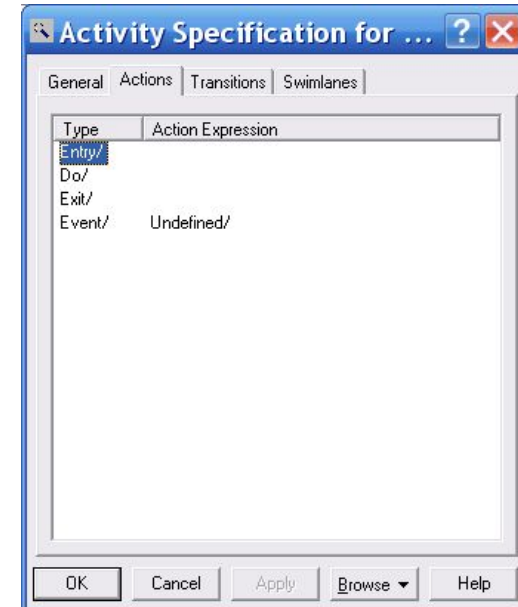 Activity Specification for ...
General Actions Transitions Swimlanes
Type Action Expression
Entry/
Do/
Exit/
Event/ Undefined/
OK Cancel Apply Browse Help